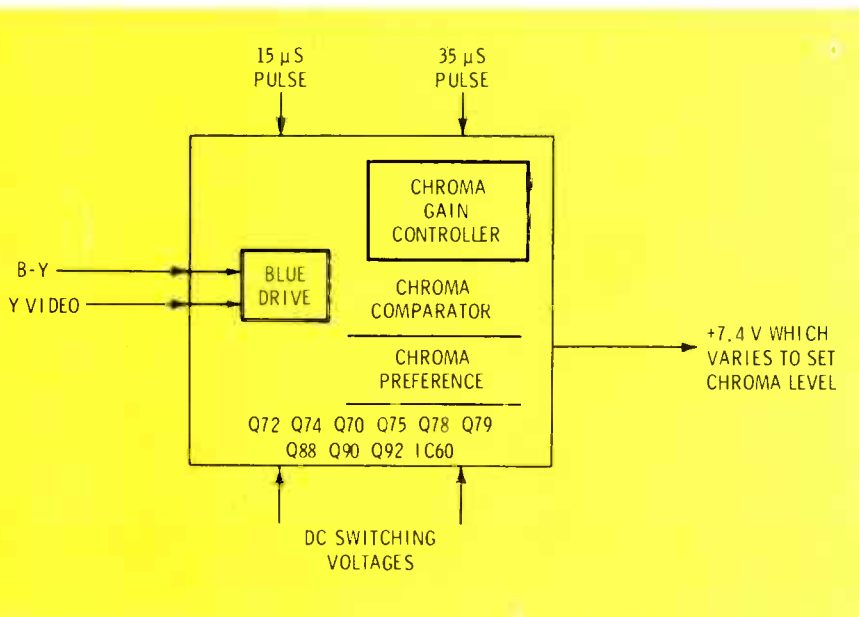 15 μS
PULSE
35 μS
PULSE
CHROMA
GAIN
CONTROLLER
B-Y
Y VIDEO
BLUE
DRIVE
CHROMA
COMPARATOR
CHROMA
PREFERENCE
+7.4 V WHICH
VARIES TO SET
CHROMA LEVEL
Q72 Q74 Q70 Q75 Q78 Q79
Q88 Q90 Q92 IC60
DC SWITCHING
VOLTAGES